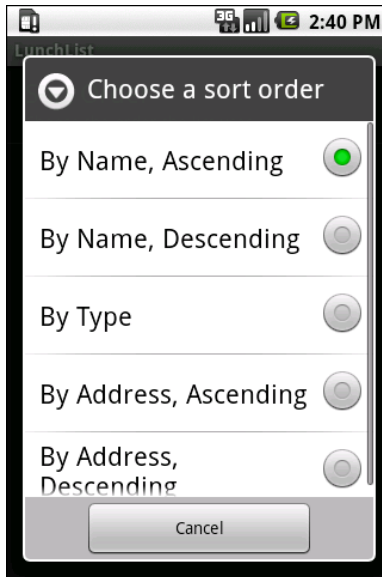 3G 2:40 PM
LunchList
Choose a sort order
By Name, Ascending
By Name, Descending
By Type
By Address, Ascending
By Address,
Descending
Cancel